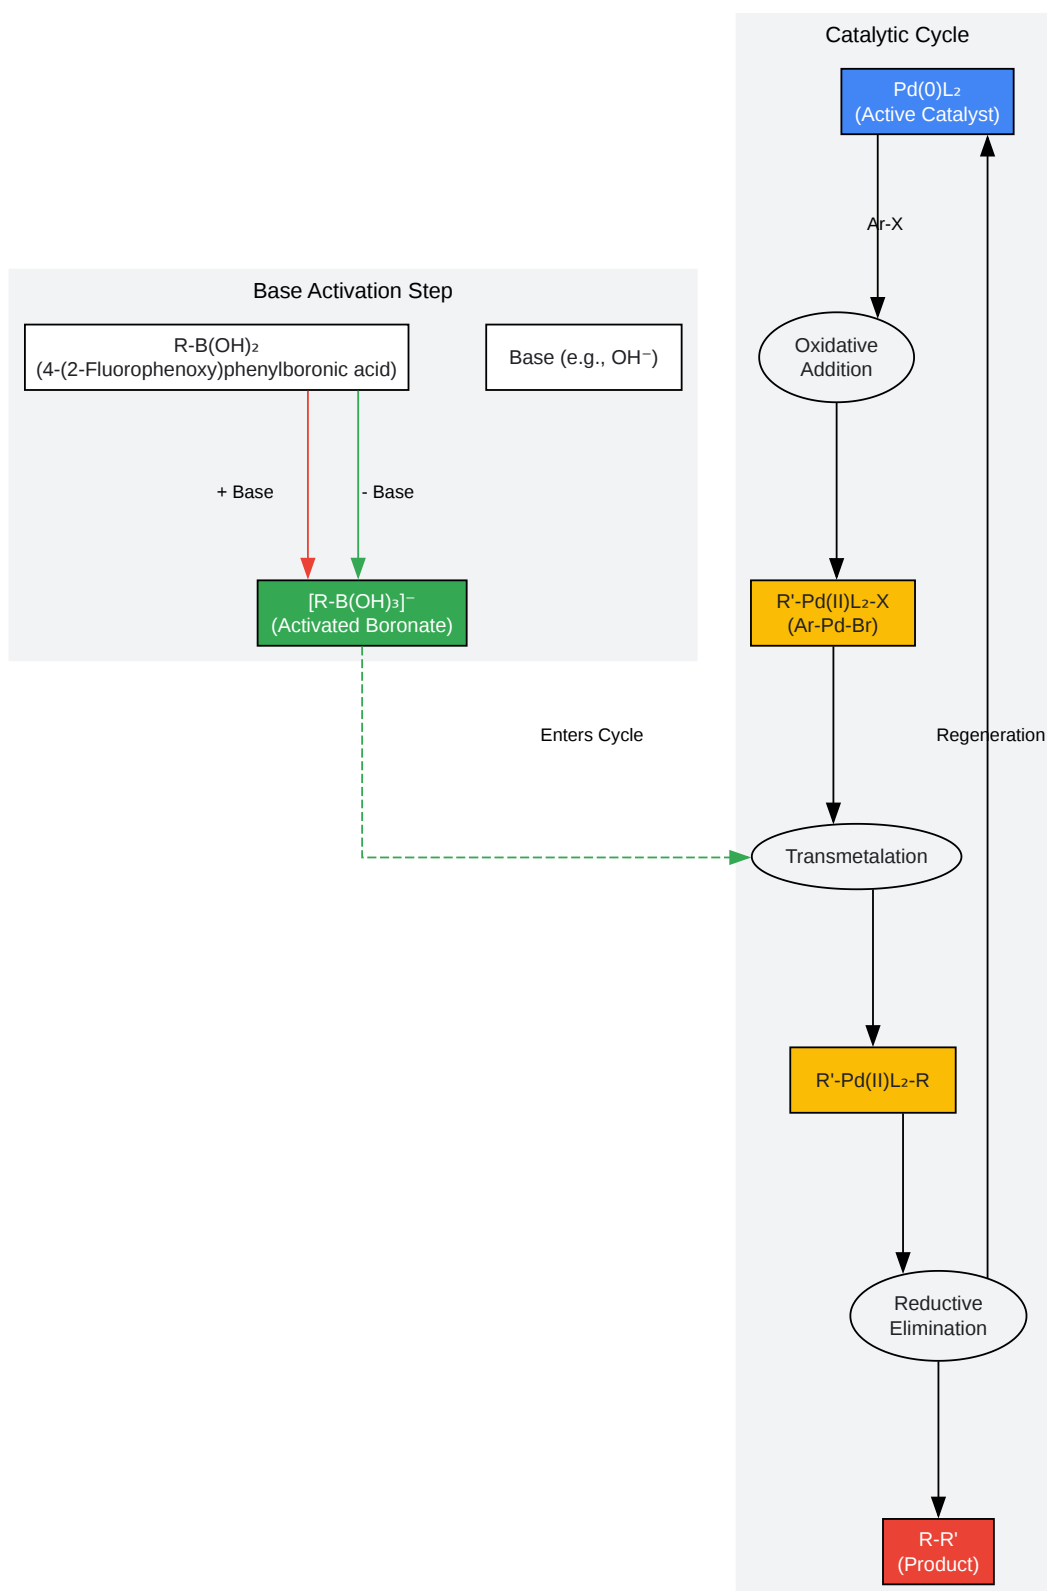 Catalytic Cycle
Pd(0)L₂
(Active Catalyst)
Ar-X
Base Activation Step
R-B(OH)₂
(4-(2-Fluorophenoxy)phenylboronic acid)
Base (e.g., OH⁻)
Oxidative
Addition
+ Base
- Base
[R-B(OH)₃]⁻
(Activated Boronate)
R'-Pd(II)L₂-X
(Ar-Pd-Br)
Enters Cycle
Regeneration
Transmetalation
R'-Pd(II)L₂-R
Reductive
Elimination
R-R'
(Product)